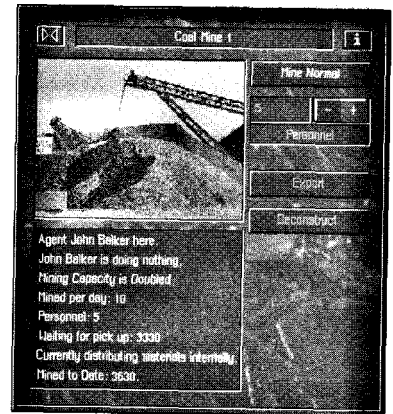 Coal Mine 1
i
Mine Normal
5
- +
Personnel
Export
Deconstruct
Agent John Balker here.
John Balker is doing nothing.
Mining Capacity is Doubled
Mined per day: 10
Personnel: 5
Waiting for pick up: 3330
Currently distributing materials internally
Mined to Date: 3630.